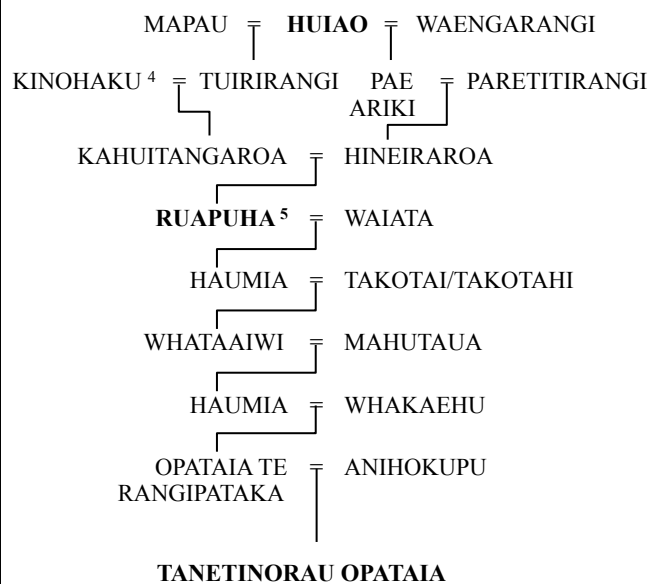 MAPAU = HUIAO = WAENGARANGI
KINOHAKU 4 = TUIRIRANGI PAE = PARETITIRANGI
ARIKI
KAHUITANGAROA = HINEIRAROA
RUAPUHA 5 = WAIATA
HAUMIA = TAKOTAI/TAKOTAHI
WHATAAIWI = MAHUTAUA
HAUMIA = WHAKAEHU
OPATAIA TE = ANIHOKUPU
RANGIPATAKA
TANETINORAU OPATAIA